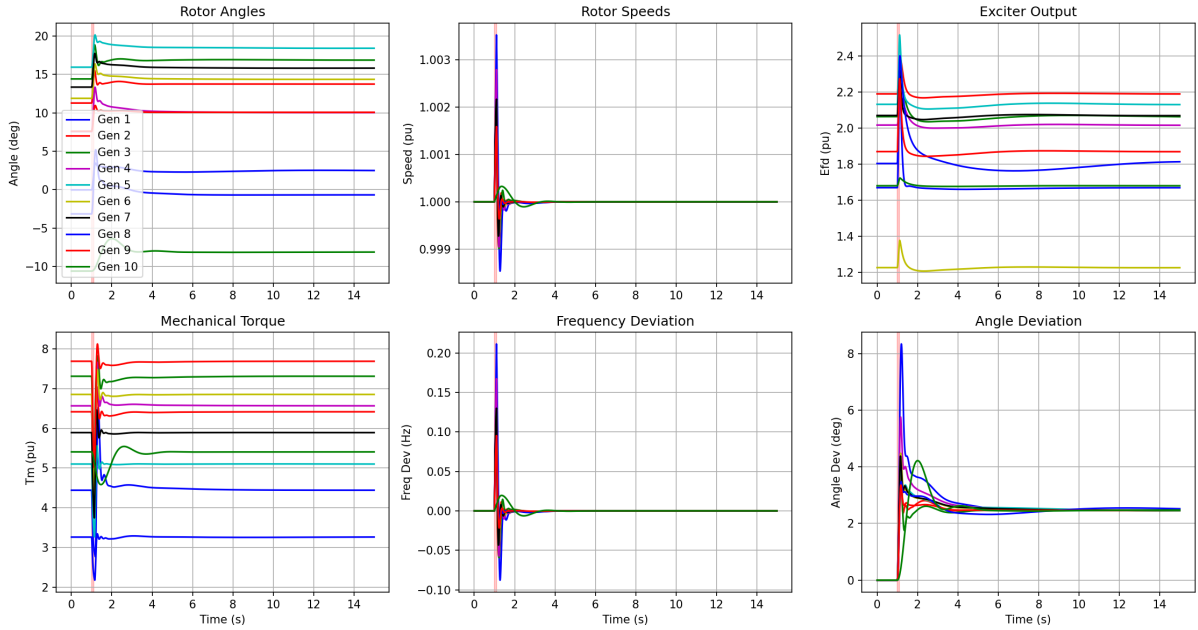 Rotor Angles
Angle (deg)
20
15
10
5
0
−5
−10
0 2 4 6 8 10 12 14
Gen 1
Gen 2
Gen 3
Gen 4
Gen 5
Gen 6
Gen 7
Gen 8
Gen 9
Gen 10
Rotor Speeds
Speed (pu)
1.003
1.002
1.001
1.000
0.999
0 2 4 6 8 10 12 14
Exciter Output
Efd (pu)
2.4
2.2
2.0
1.8
1.6
1.4
1.2
0 2 4 6 8 10 12 14
Mechanical Torque
Tm (pu)
8
7
6
5
4
3
2
0 2 4 6 8 10 12 14
Time (s)
Frequency Deviation
Freq Dev (Hz)
0.20
0.15
0.10
0.05
0.00
−0.05
−0.10
0 2 4 6 8 10 12 14
Time (s)
Angle Deviation
Angle Dev (deg)
8
6
4
2
0
0 2 4 6 8 10 12 14
Time (s)